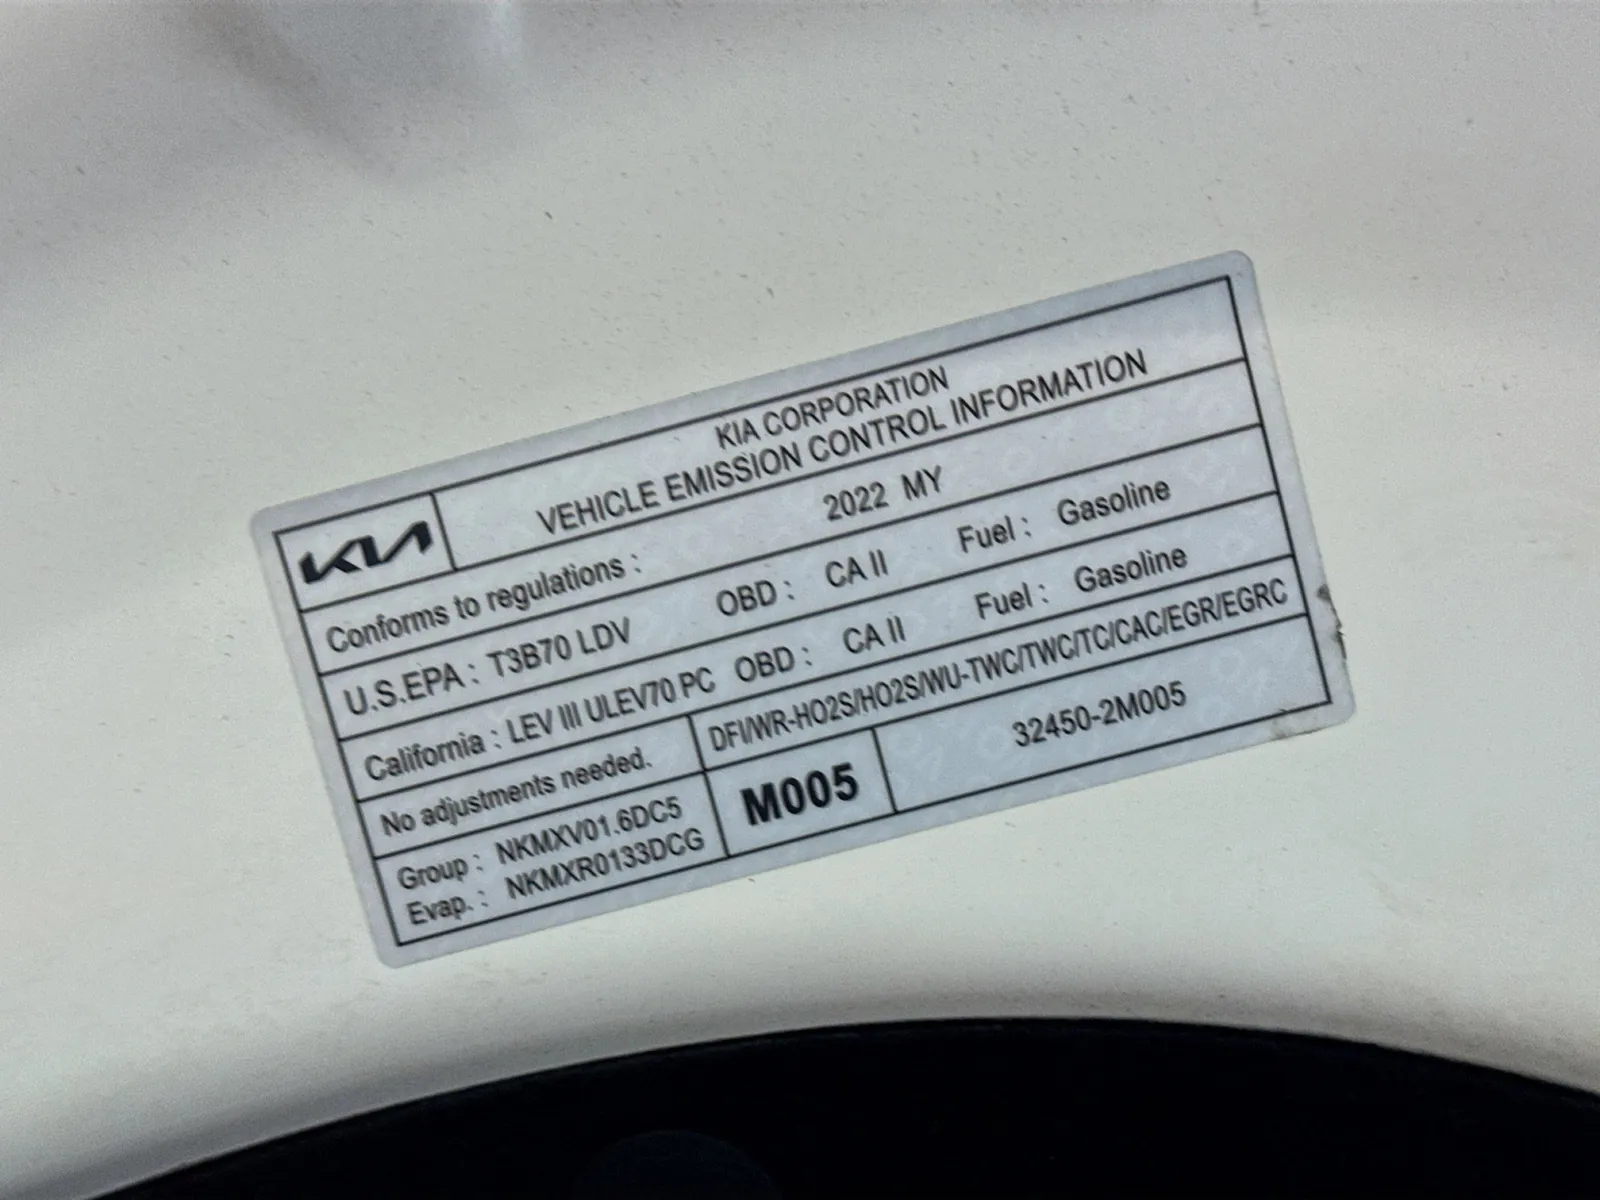 KIA CORPORATION
VEHICLE EMISSION CONTROL INFORMATION
KIA
Conforms to regulations : 2022 MY
U.S.EPA : T3B70 LDV OBD : CA II Fuel : Gasoline
California : LEV III ULEV70 PC OBD : CA II Fuel : Gasoline
No adjustments needed. DFI/WR-HO2S/HO2S/WU-TWC/TWC/TC/CAC/EGR/EGRC
Group : NKMXV01.6DC5
Evap. : NKMXR0133DCG
M005
32450-2M005